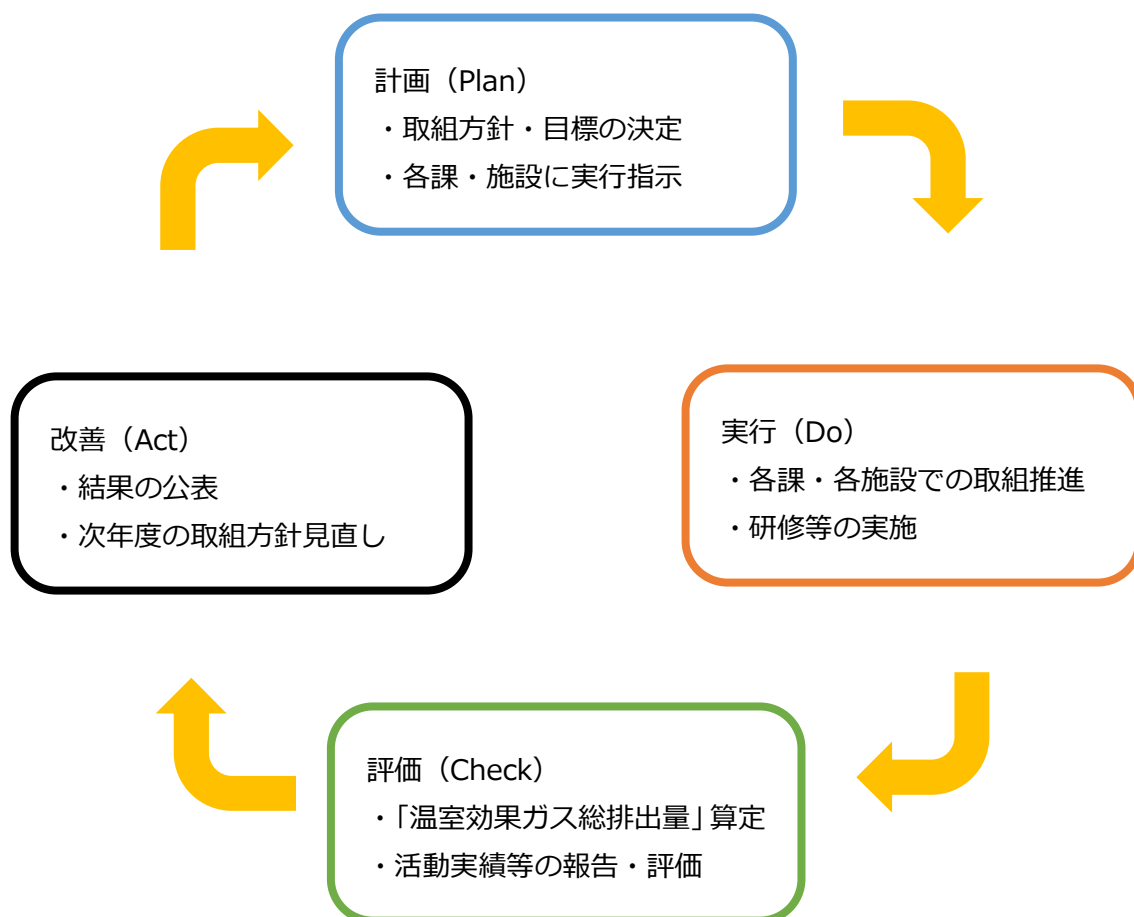 計画（Plan）
・取組方針・目標の決定
・各課・施設に実行指示
実行（Do）
・各課・各施設での取組推進
・研修等の実施
評価（Check）
・「温室効果ガス総排出量」算定
・活動実績等の報告・評価
改善（Act）
・結果の公表
・次年度の取組方針見直し